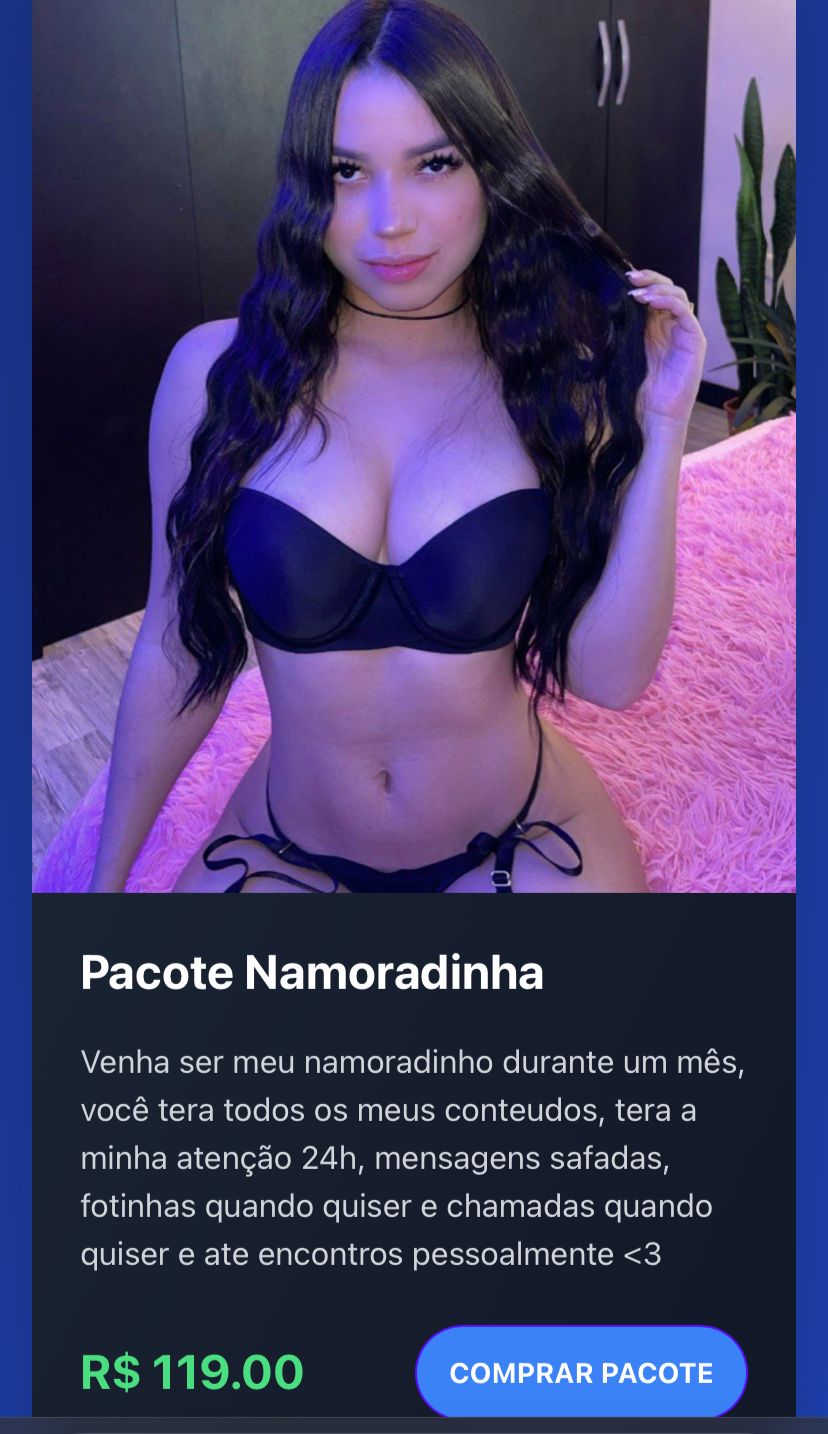 Pacote Namoradinha
Venha ser meu namoradinho durante um mês,
você tera todos os meus conteudos, tera a
minha atenção 24h, mensagens safadas,
fotinhas quando quiser e chamadas quando
quiser e ate encontros pessoalmente <3
R$ 119.00
COMPRAR PACOTE